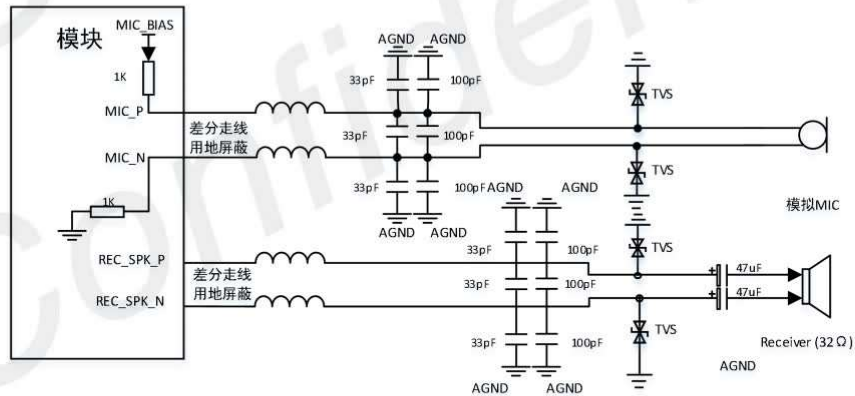 模块
MIC_BIAS
1K
MIC_P
MIC_N
1K
差分走线
用地屏蔽
AGND AGND
33pF 100pF
33pF 100pF
33pF 100pF
AGND AGND
TVS
TVS
模拟MIC
REC_SPK_P
REC_SPK_N
差分走线
用地屏蔽
AGND AGND
33pF 100pF
33pF 100pF
33pF 100pF
AGND AGND
TVS
TVS
+ 47uF
+ 47uF
Receiver (32Ω)
AGND